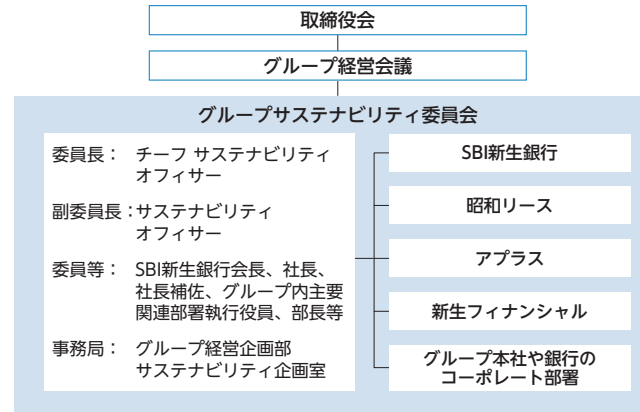 取締役会
グループ経営会議
グループサステナビリティ委員会
委員長： チーフ サステナビリティ
オフィサー
副委員長：サステナビリティ
オフィサー
委員等： SBI新生銀行会長、社長、
社長補佐、グループ内主要
関連部署執行役員、部長等
事務局： グループ経営企画部
サステナビリティ企画室
SBI新生銀行
昭和リース
アプラス
新生フィナンシャル
グループ本社や銀行の
コーポレート部署